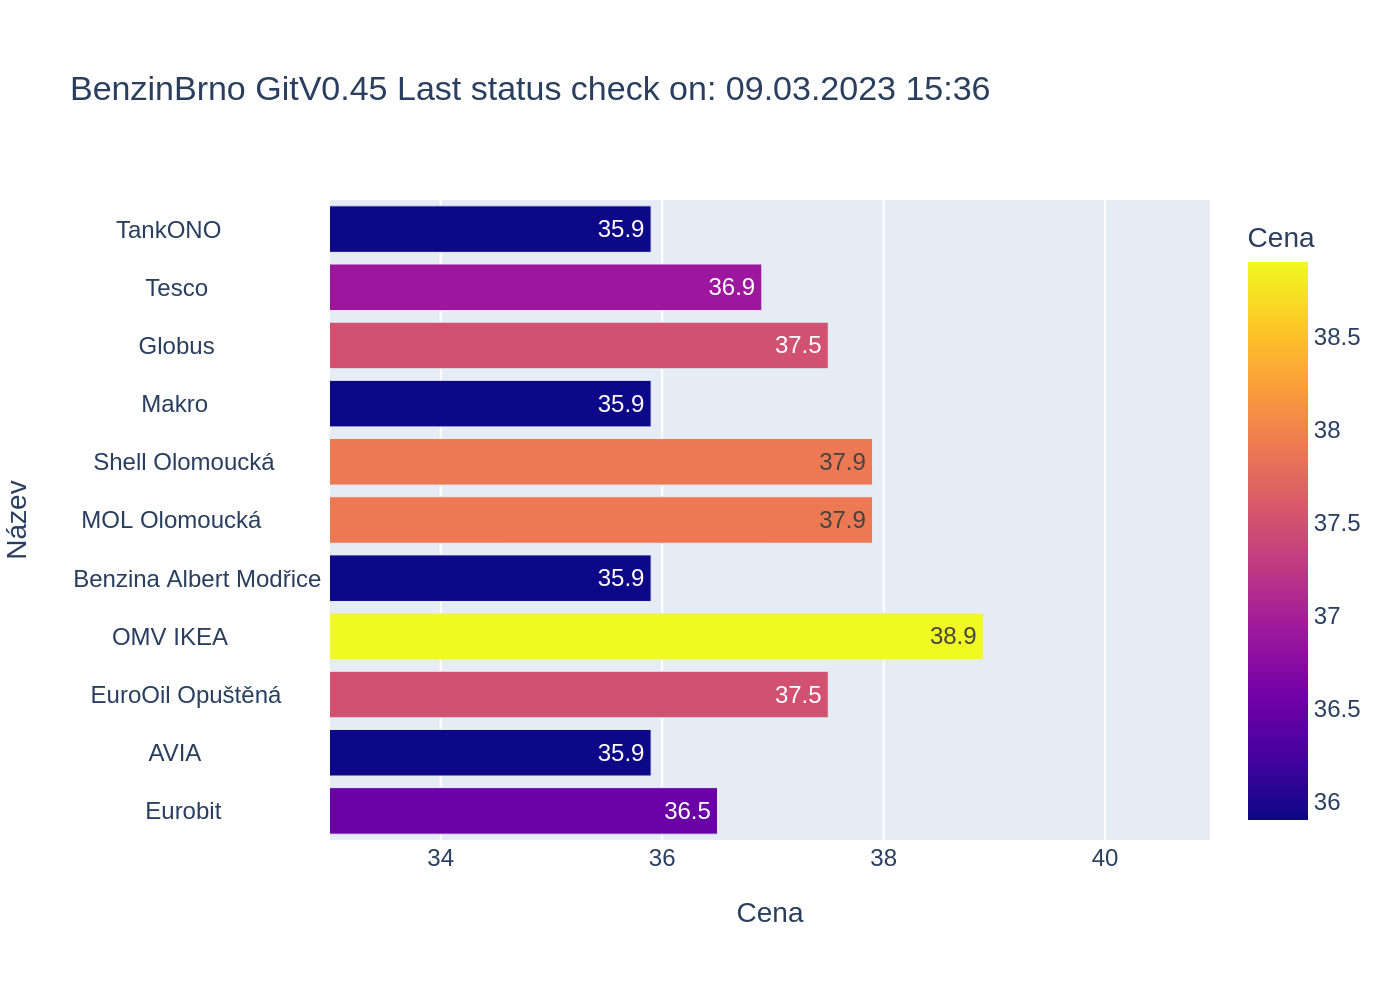 BenzinBrno GitV0.45 Last status check on: 09.03.2023 15:36
TankONO 35.9
Tesco 36.9
Globus 37.5
Makro 35.9
Shell Olomoucká 37.9
MOL Olomoucká 37.9
Benzina Albert Modřice 35.9
OMV IKEA 38.9
EuroOil Opuštěná 37.5
AVIA 35.9
Eurobit 36.5
Název
34 36 38 40
Cena
Cena
38.5
38
37.5
37
36.5
36